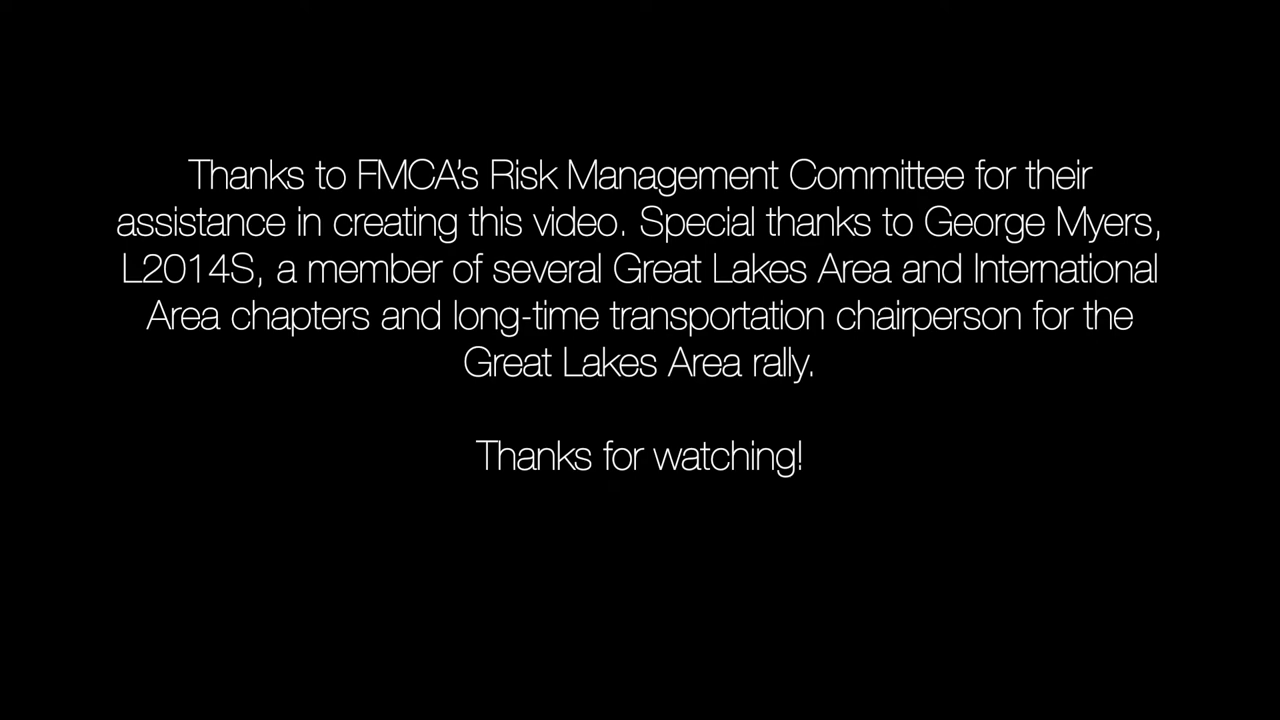 Thanks to FMCA's Risk Management Committee for their
assistance in creating this video. Special thanks to George Myers,
L2014S, a member of several Great Lakes Area and International
Area chapters and long-time transportation chairperson for the
Great Lakes Area rally.
Thanks for watching!